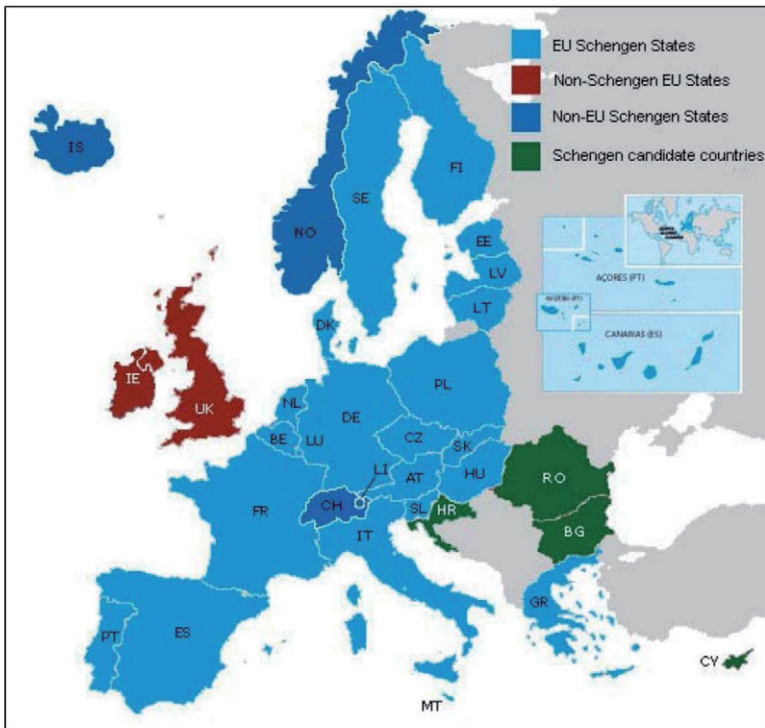 EU Schengen States
Non-Schengen EU States
Non-EU Schengen States
Schengen candidate countries
IS
FI
SE
NO
EE
LV
LT
AÇORES (PT)
MADEIRA (PT)
CANARIAS (ES)
DK
IE
UK
PL
NL
DE
BE
LU
CZ
SK
LI
AT
HU
RO
FR
CH
SL
HR
IT
BG
GR
PT
ES
CY
MT